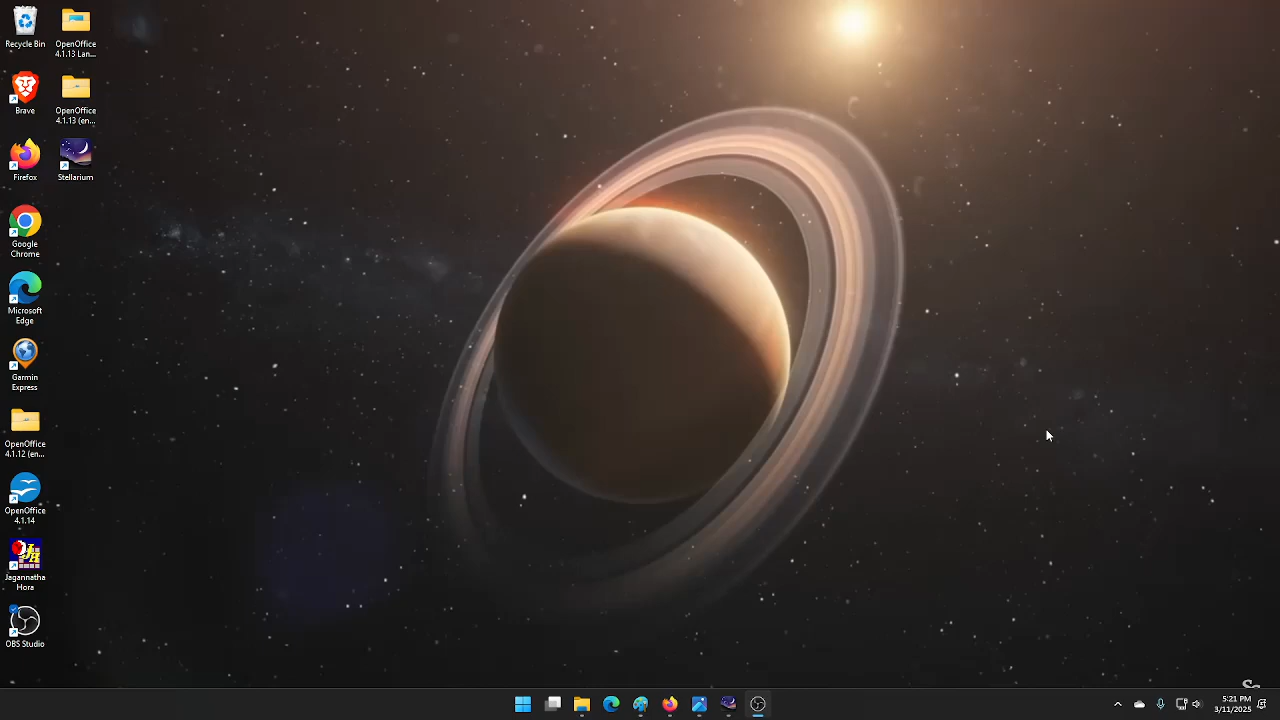 Recycle Bin
OpenOffice
4.1.13 Lan...
Brave
OpenOffice
4.1.13 (en...
Firefox
Stellarium
Google
Chrome
Microsoft
Edge
Garmin
Express
OpenOffice
4.1.12 (en...
OpenOffice
4.1.14
Jagannatha
Hora
OBS Studio
5:21 PM
3/11/2025